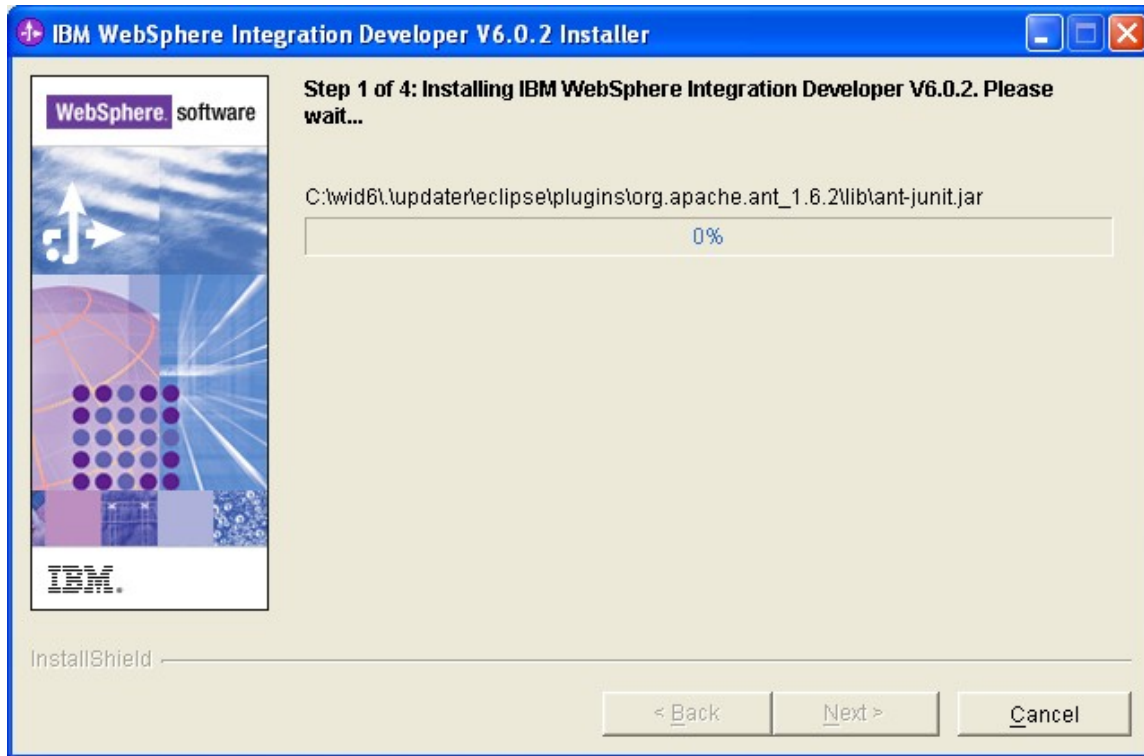 IBM WebSphere Integration Developer V6.0.2 Installer
WebSphere. software
Step 1 of 4: Installing IBM WebSphere Integration Developer V6.0.2. Please
wait...
C:\wid6\.\updater\eclipse\plugins\org.apache.ant_1.6.2\lib\ant-junit.jar
0%
IBM.
InstallShield
< Back
Next >
Cancel